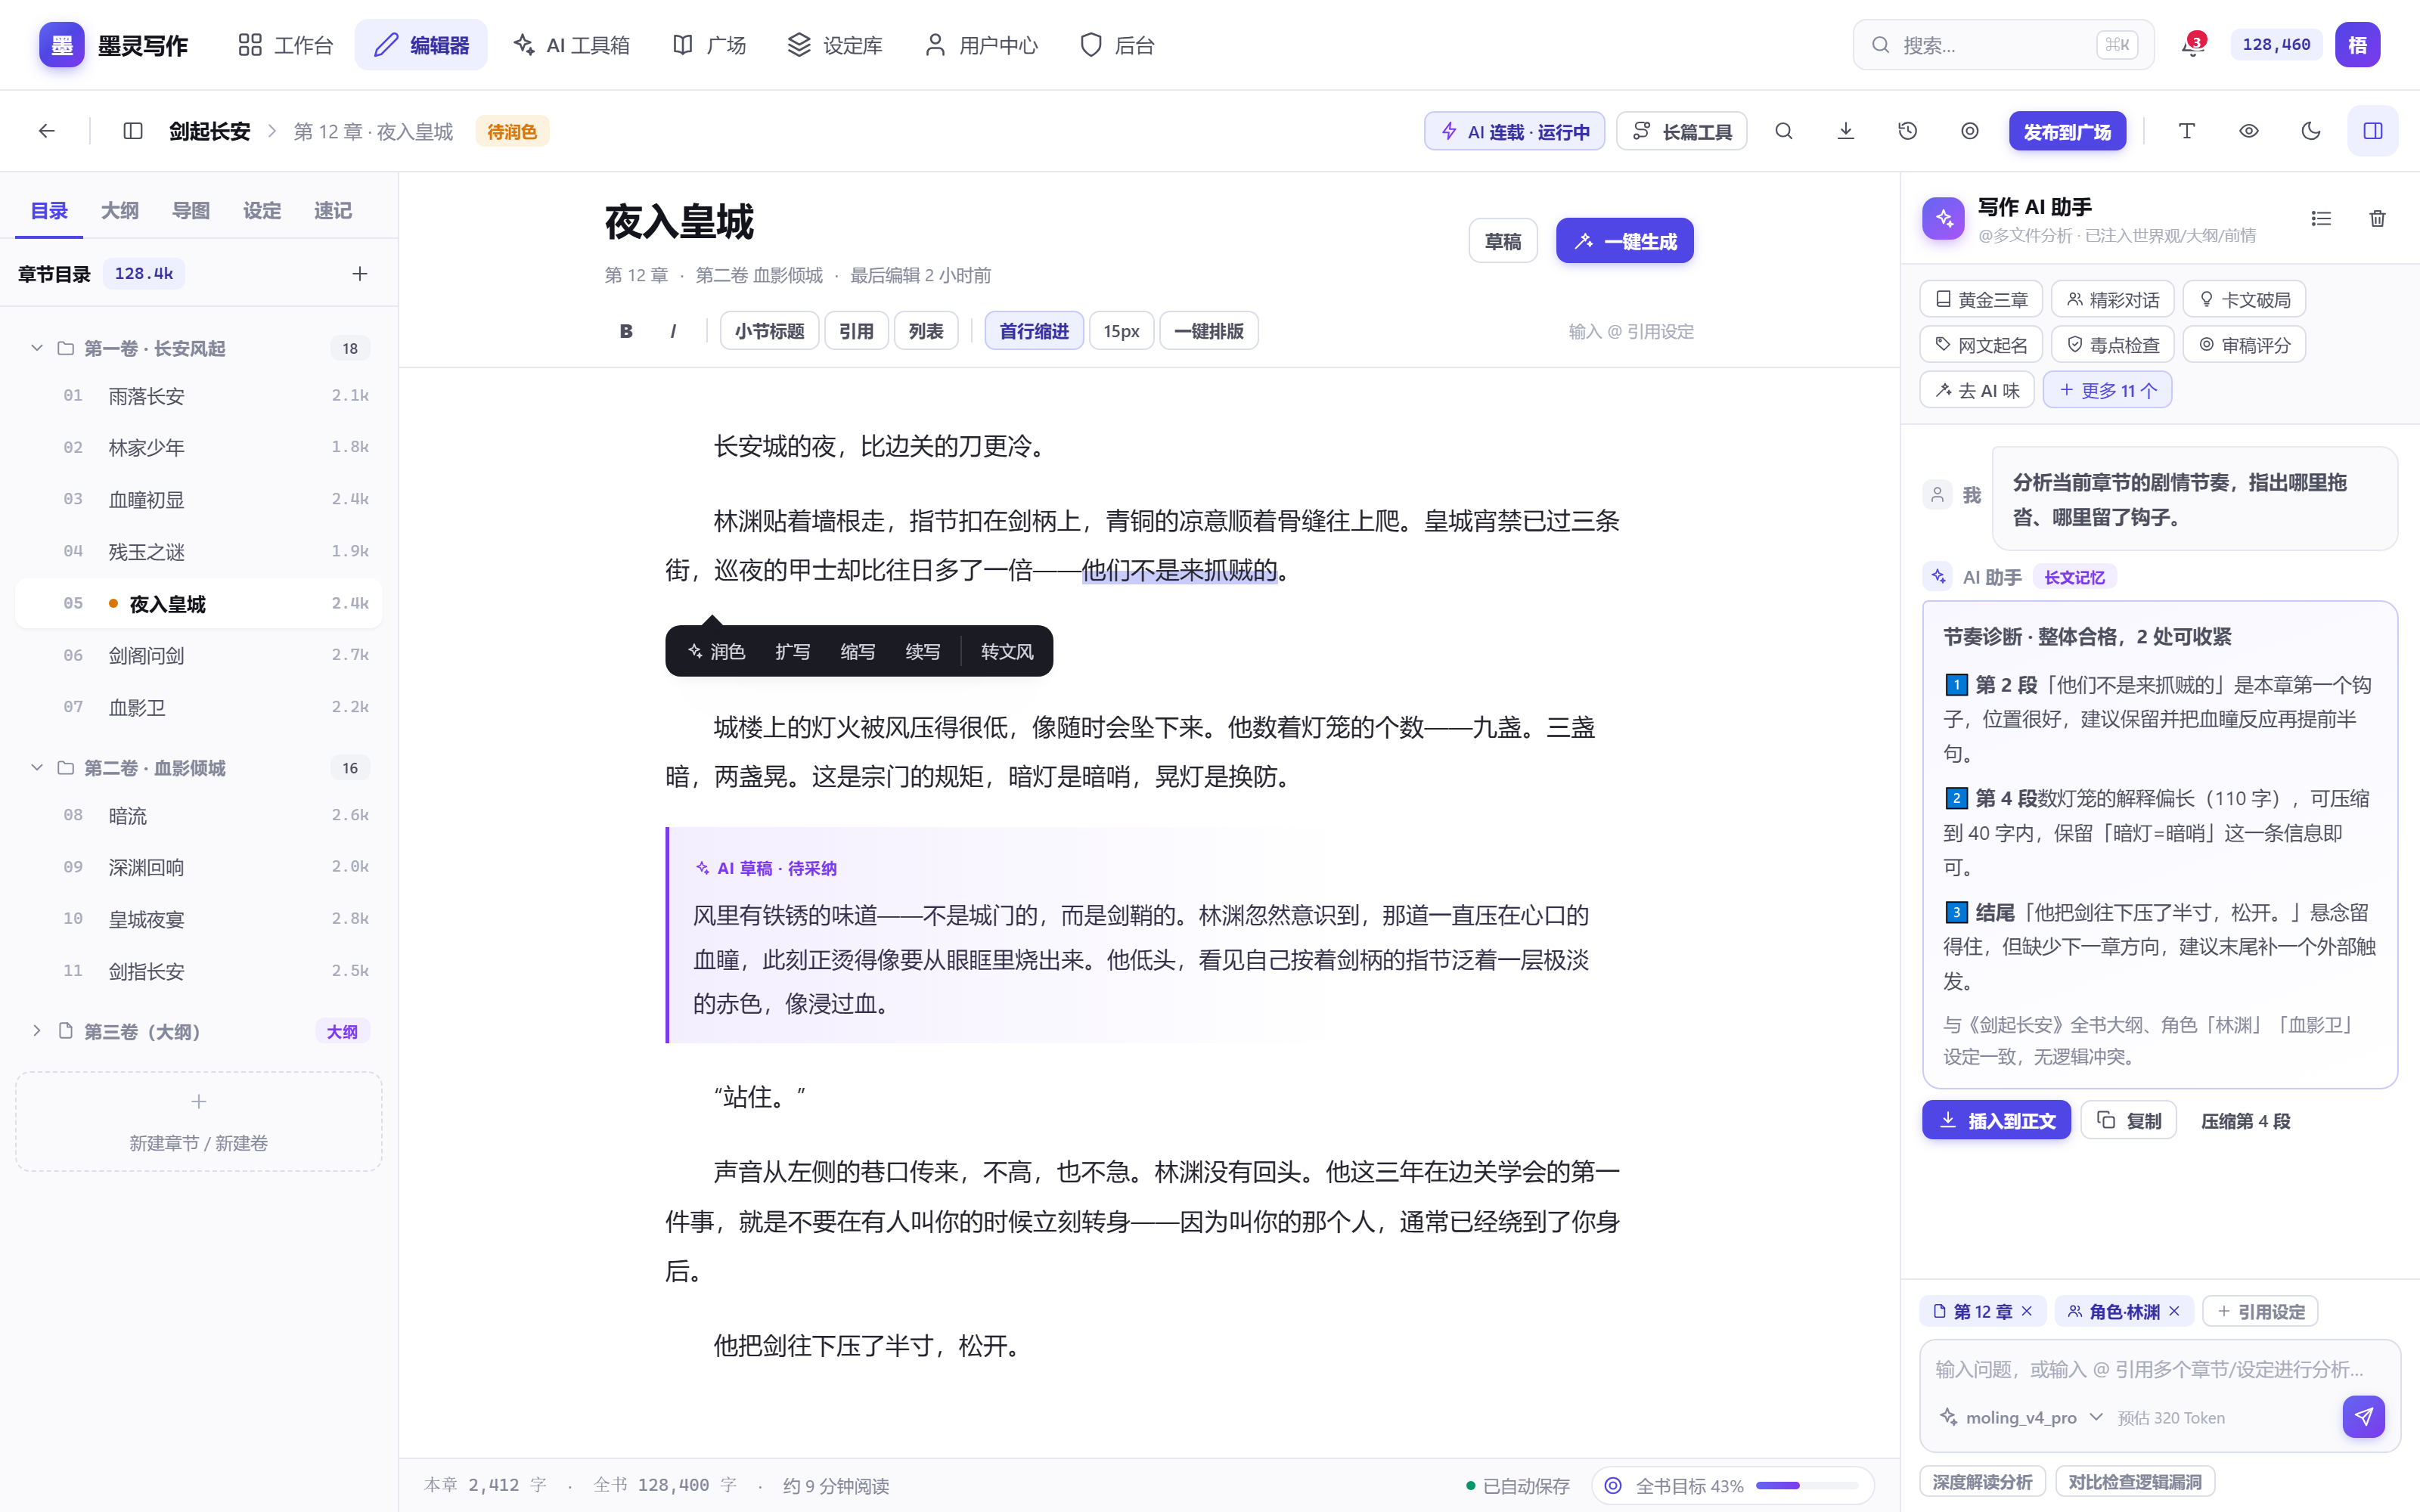 墨 墨灵写作 工作台 编辑器 AI 工具箱 广场 设定库 用户中心 后台 搜索... ⌘K 3 128,460 梧
剑起长安 第 12 章 · 夜入皇城 待润色 AI 连载 · 运行中 长篇工具 发布到广场
目录 大纲 导图 设定 速记
章节目录 128.4k
第一卷 · 长安风起 18
01 雨落长安 2.1k
02 林家少年 1.8k
03 血瞳初显 2.4k
04 残玉之谜 1.9k
05 夜入皇城 2.4k
06 剑阁问剑 2.7k
07 血影卫 2.2k
第二卷 · 血影倾城 16
08 暗流 2.6k
09 深渊回响 2.0k
10 皇城夜宴 2.8k
11 剑指长安 2.5k
第三卷（大纲） 大纲
新建章节 / 新建卷
夜入皇城
草稿 一键生成
第 12 章 · 第二卷 血影倾城 · 最后编辑 2 小时前
B I 小节标题 引用 列表 首行缩进 15px 一键排版 输入 @ 引用设定
长安城的夜，比边关的刀更冷。
林渊贴着墙根走，指节扣在剑柄上，青铜的凉意顺着骨缝往上爬。皇城宵禁已过三条
街，巡夜的甲士却比往日多了一倍——他们不是来抓贼的。
润色 扩写 缩写 续写 转文风
城楼上的灯火被风压得很低，像随时会坠下来。他数着灯笼的个数——九盏。三盏
暗，两盏晃。这是宗门的规矩，暗灯是暗哨，晃灯是换防。
AI 草稿 · 待采纳
风里有铁锈的味道——不是城门的，而是剑鞘的。林渊忽然意识到，那道一直压在心口的
血瞳，此刻正烫得像要从眼眶里烧出来。他低头，看见自己按着剑柄的指节泛着一层极淡
的赤色，像浸过血。
“站住。”
声音从左侧的巷口传来，不高，也不急。林渊没有回头。他这三年在边关学会的第一
件事，就是不要在有人叫你的时候立刻转身——因为叫你的那个人，通常已经绕到了你身
后。
他把剑往下压了半寸，松开。
本章 2,412 字 · 全书 128,400 字 · 约 9 分钟阅读 已自动保存 全书目标 43%
写作 AI 助手
@多文件分析 · 已注入世界观/大纲/前情
黄金三章 精彩对话 卡文破局
网文起名 毒点检查 审稿评分
去 AI 味 更多 11 个
我
分析当前章节的剧情节奏，指出哪里拖
沓、哪里留了钩子。
AI 助手 长文记忆
节奏诊断 · 整体合格，2 处可收紧
1 第 2 段「他们不是来抓贼的」是本章第一个钩
子，位置很好，建议保留并把血瞳反应再提前半
句。
2 第 4 段数灯笼的解释偏长（110 字），可压缩
到 40 字内，保留「暗灯=暗哨」这一条信息即
可。
3 结尾「他把剑往下压了半寸，松开。」悬念留
得住，但缺少下一章方向，建议末尾补一个外部触
发。
与《剑起长安》全书大纲、角色「林渊」「血影卫」
设定一致，无逻辑冲突。
插入到正文 复制 压缩第 4 段
第 12 章 × 角色·林渊 × 引用设定
输入问题，或输入 @ 引用多个章节/设定进行分析...
moling_v4_pro 预估 320 Token
深度解读分析 对比检查逻辑漏洞